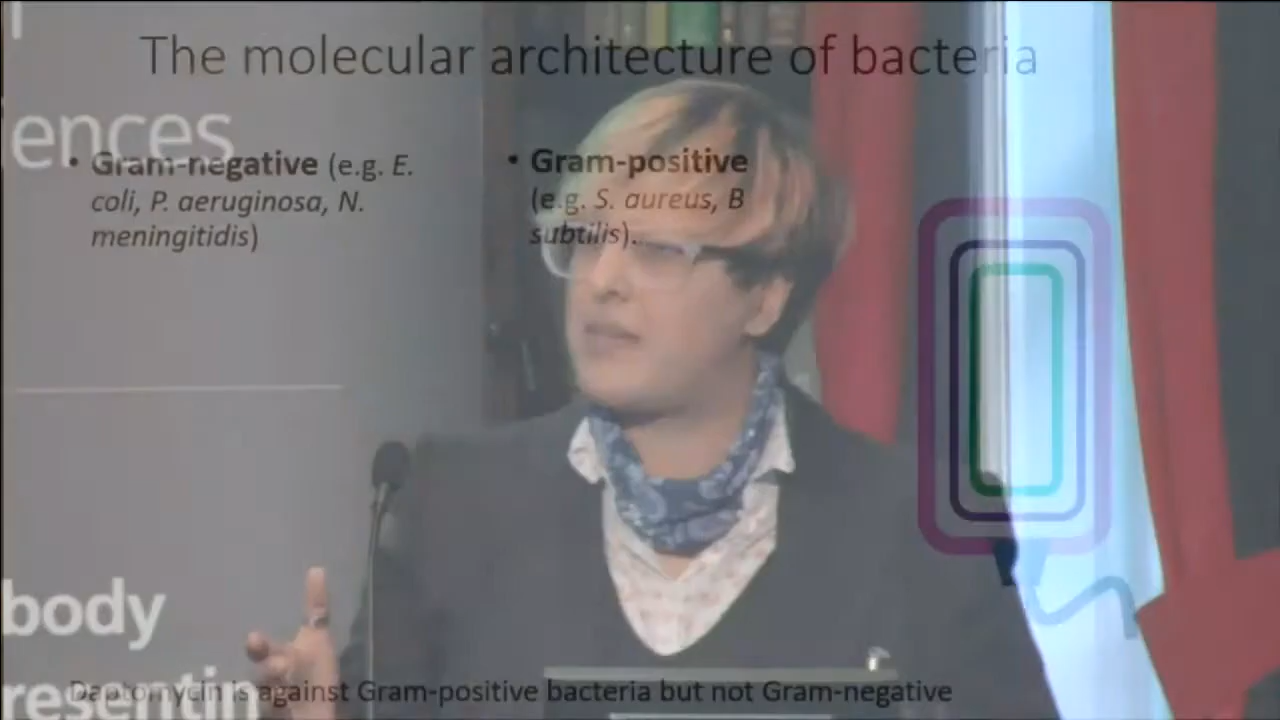 The molecular architecture of bacteria
ences
• Gram-negative (e.g. E.
coli, P. aeruginosa, N.
meningitidis)
• Gram-positive
(e.g. S. aureus, B
subtilis).
body
resentin
Daptomycin is against Gram-positive bacteria but not Gram-negative